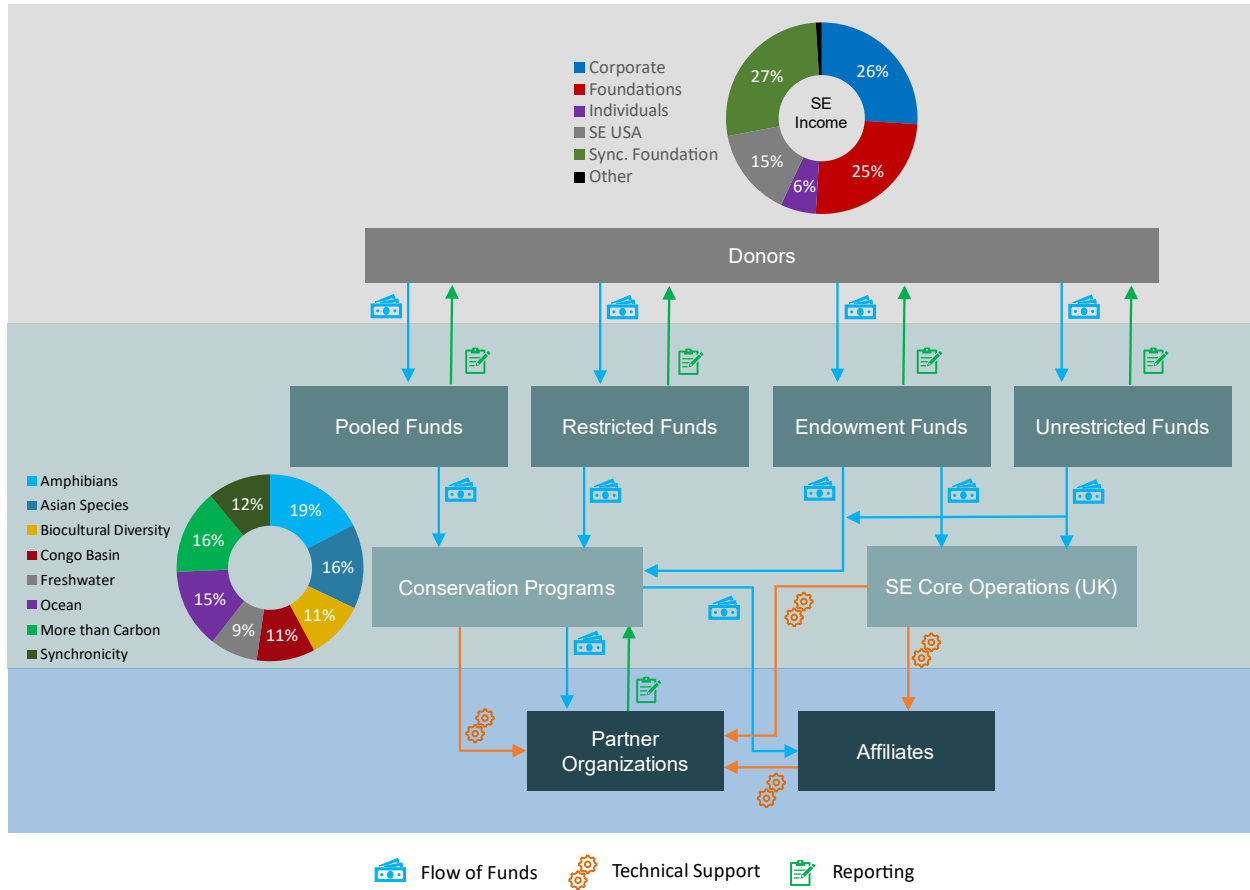 Corporate
Foundations
Individuals
SE USA
Sync. Foundation
Other
27%
26%
SE
Income
15%
6%
25%
Donors
Pooled Funds
Restricted Funds
Endowment Funds
Unrestricted Funds
Amphibians
Asian Species
Biocultural Diversity
Congo Basin
Freshwater
Ocean
More than Carbon
Synchronicity
12%
19%
16%
16%
15%
11%
9%
11%
Conservation Programs
SE Core Operations (UK)
Partner
Organizations
Affiliates
Flow of Funds
Technical Support
Reporting